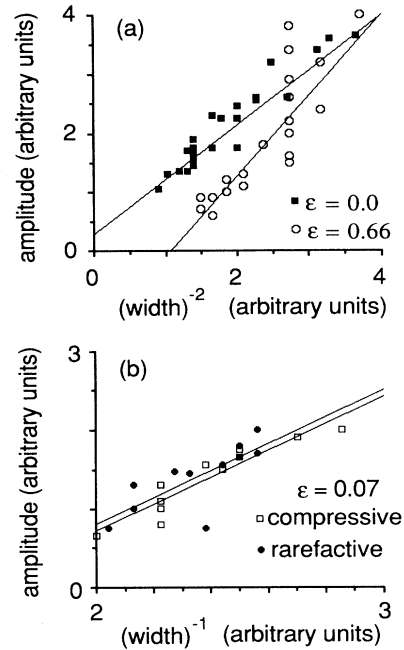 (a)
amplitude (arbitrary units)
4
2
0
0
2
4
ε = 0.0
ε = 0.66
(width)-2 (arbitrary units)
(b)
amplitude (arbitrary units)
3
0
2
3
ε = 0.07
compressive
rarefactive
(width)-1 (arbitrary units)